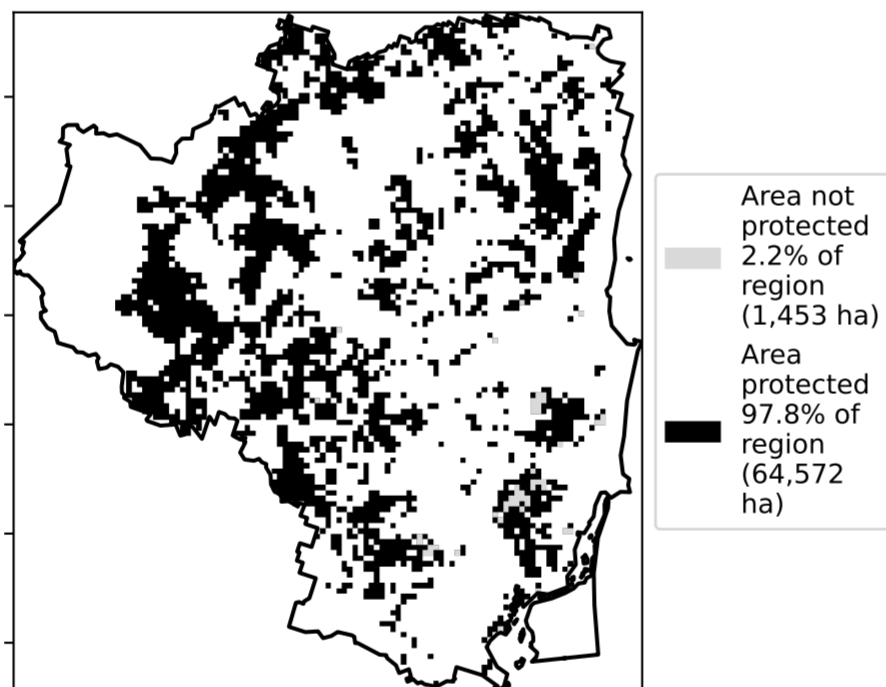 Area not
protected
2.2% of
region
(1,453 ha)
Area
protected
97.8% of
region
(64,572
ha)